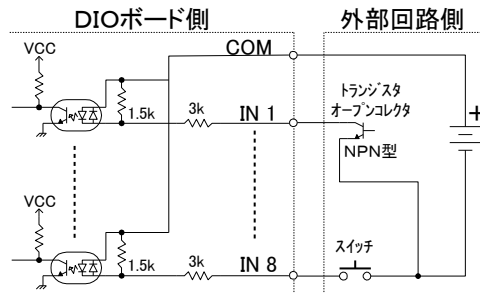 DIOボード側
外部回路側
VCC
COM
1.5k
3k
IN 1
トランジスタ
オープンコレクタ
NPN型
+
VCC
1.5k
3k
IN 8
スイッチ